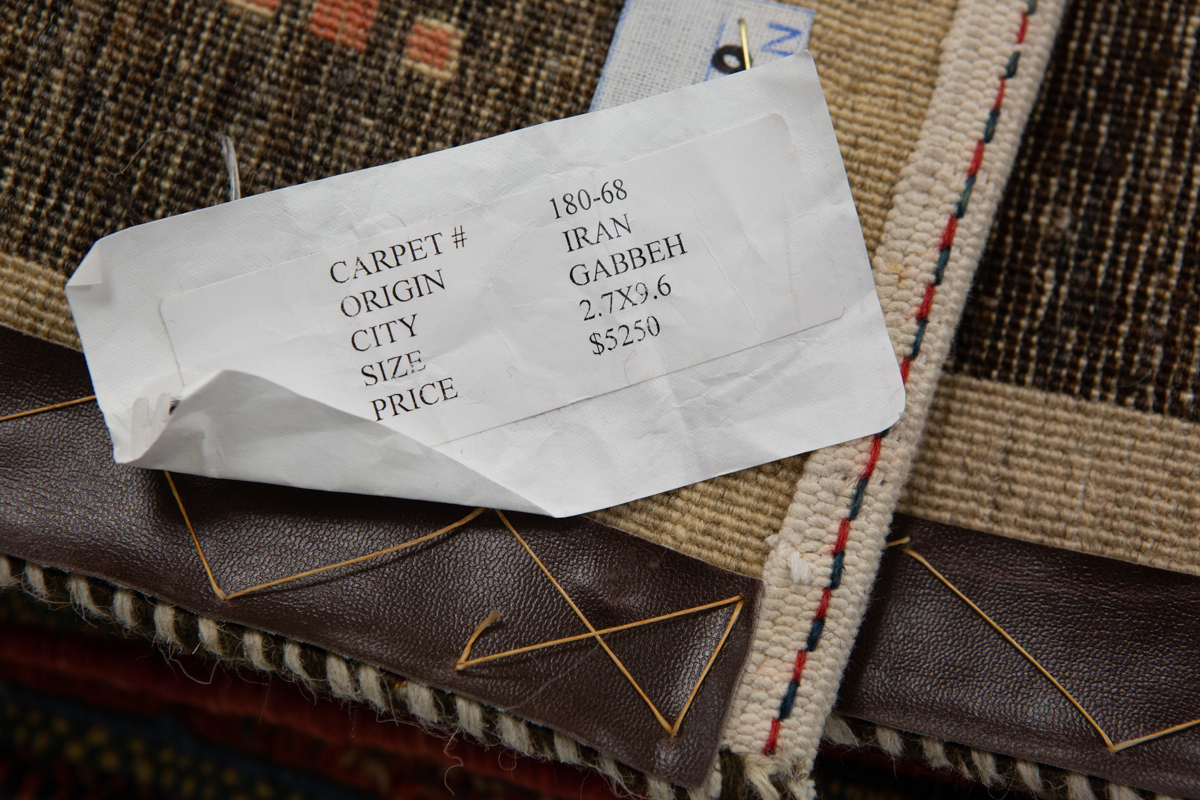 CARPET # 180-68
ORIGIN IRAN
CITY GABBEH
SIZE 2.7X9.6
PRICE $5250